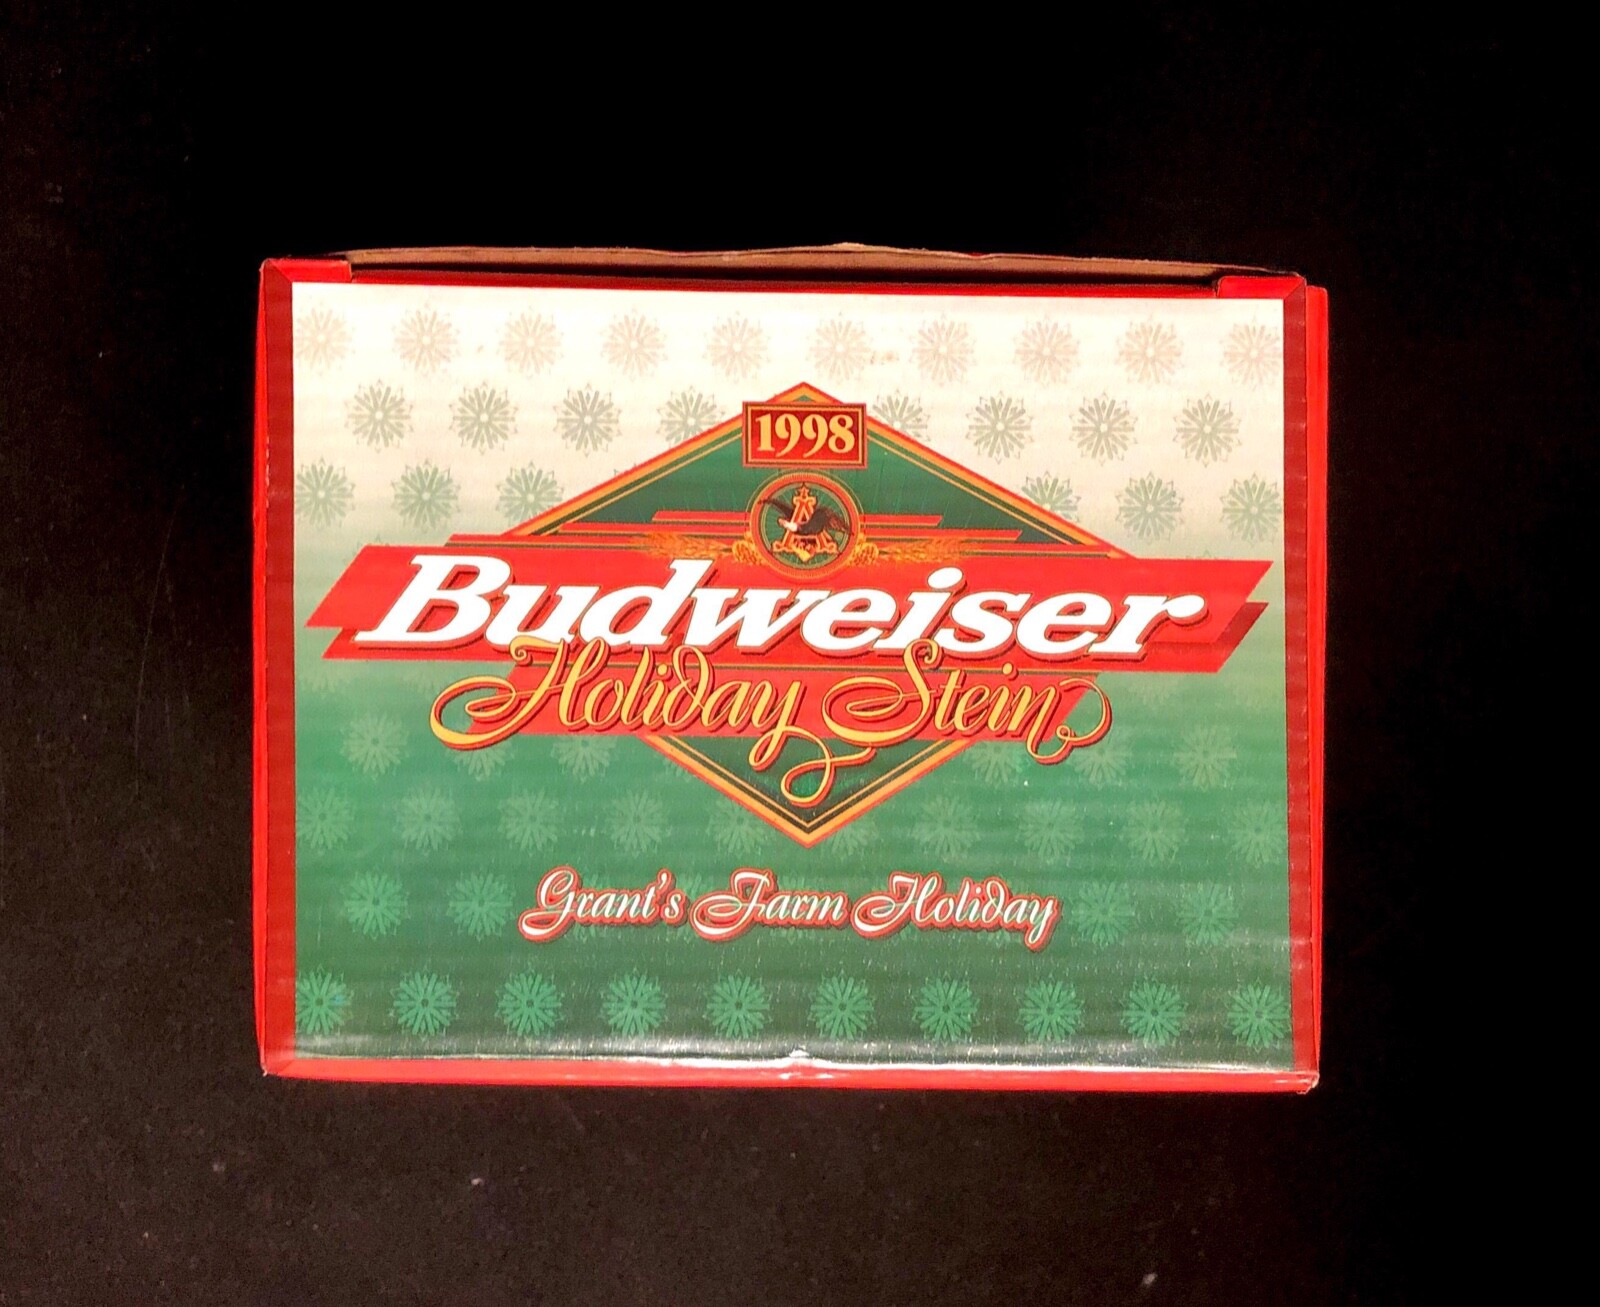 1998
Budweiser
Holiday Stein
Grant's Farm Holiday